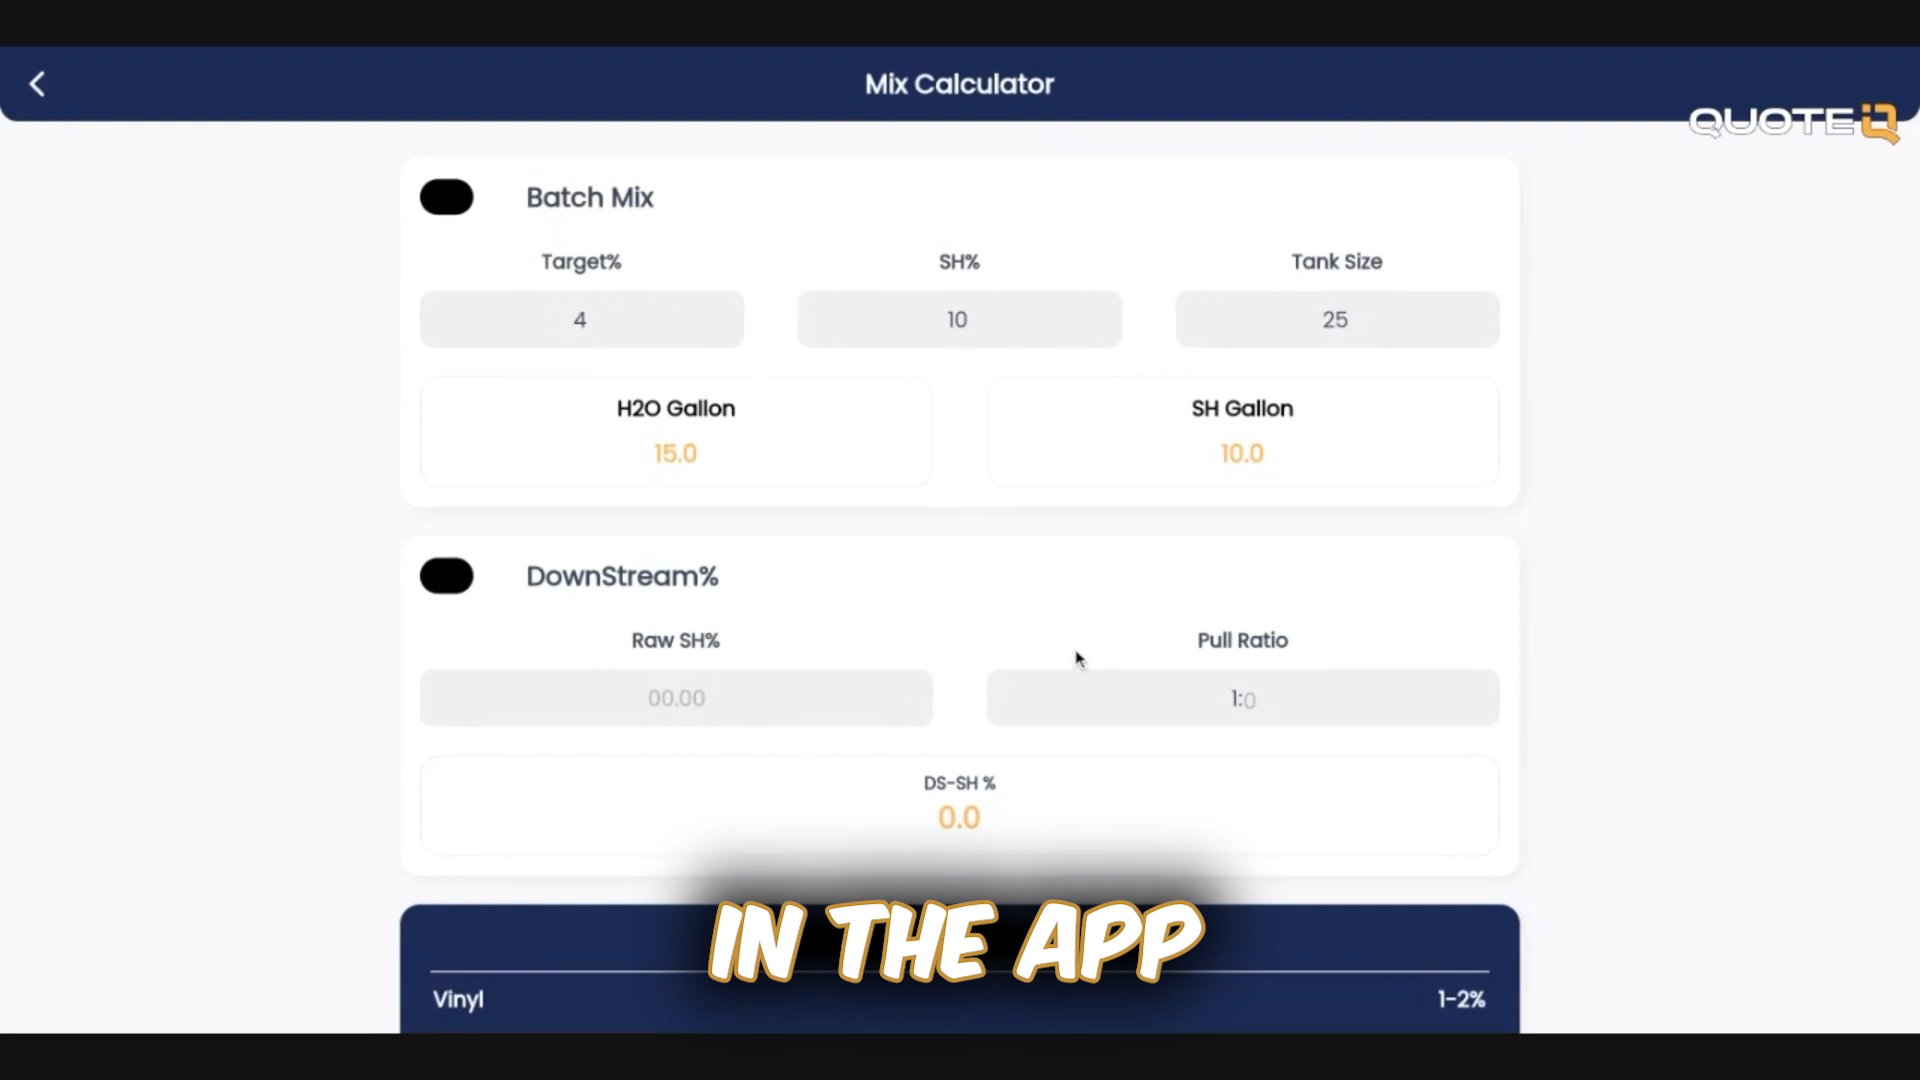 Mix Calculator
QUOTEIQ
Batch Mix
Target% SH% Tank Size
4 10 25
H2O Gallon SH Gallon
15.0 10.0
DownStream%
Raw SH% Pull Ratio
00.00 1:0
DS-SH %
0.0
IN THE APP
Vinyl 1-2%